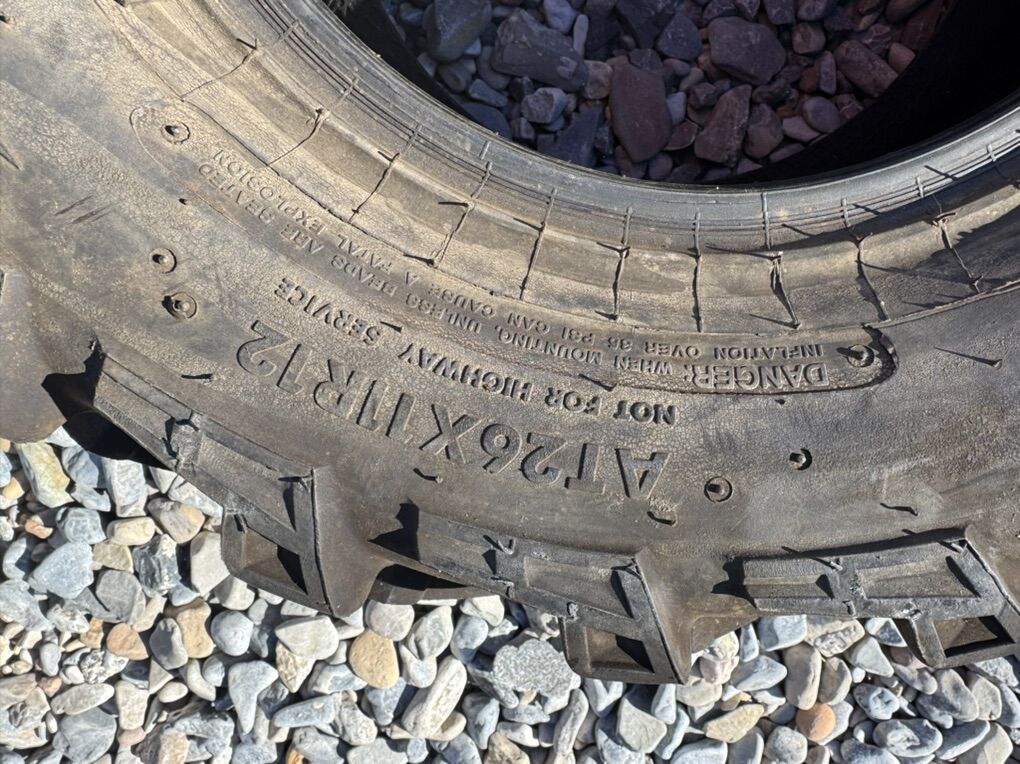 DANGER: WHEN MOUNTING, UNLESS BEADS ARE SEATED
INFLATION OVER 35 PSI CAN CAUSE A FATAL EXPLOSION
NOT FOR HIGHWAY SERVICE
AT26X11R12